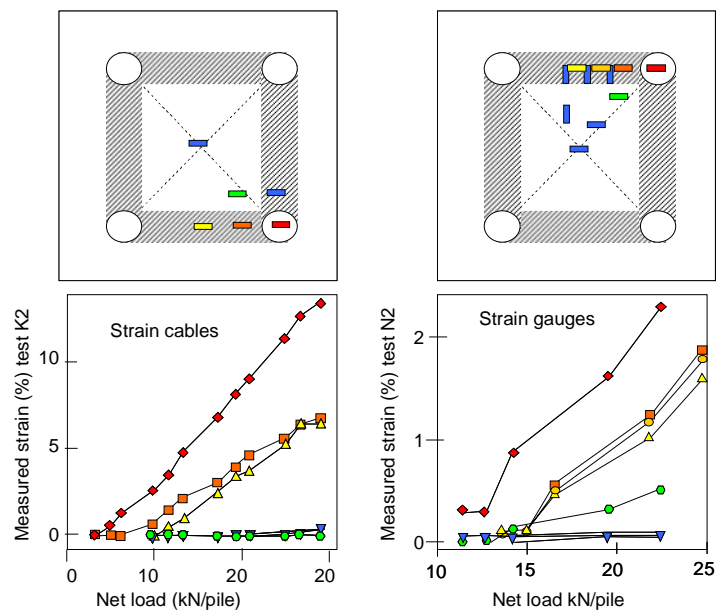 Strain cables
Measured strain (%) test K2
10
5
0
0
10
20
20
Net load (kN/pile)
Strain gauges
Measured strain (%) test N2
2
1
0
10
15
20
25
Net load kN/pile